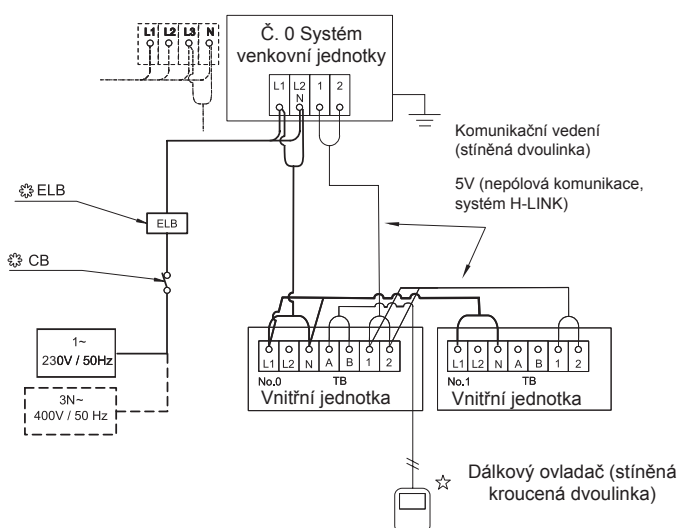 L1 L2 L3 N
Č. 0 Systém
venkovní jednotky
L1 L2 1 2
N
Komunikační vedení
(stíněná dvoulinka)
5V (nepólová komunikace,
systém H-LINK)
ELB
ELB
CB
1~
230V / 50Hz
3N~
400V / 50 Hz
L1 L2 N A B 1 2
No.0 TB
Vnitřní jednotka
L1 L2 N A B 1 2
No.1 TB
Vnitřní jednotka
Dálkový ovladač (stíněná
kroucená dvoulinka)